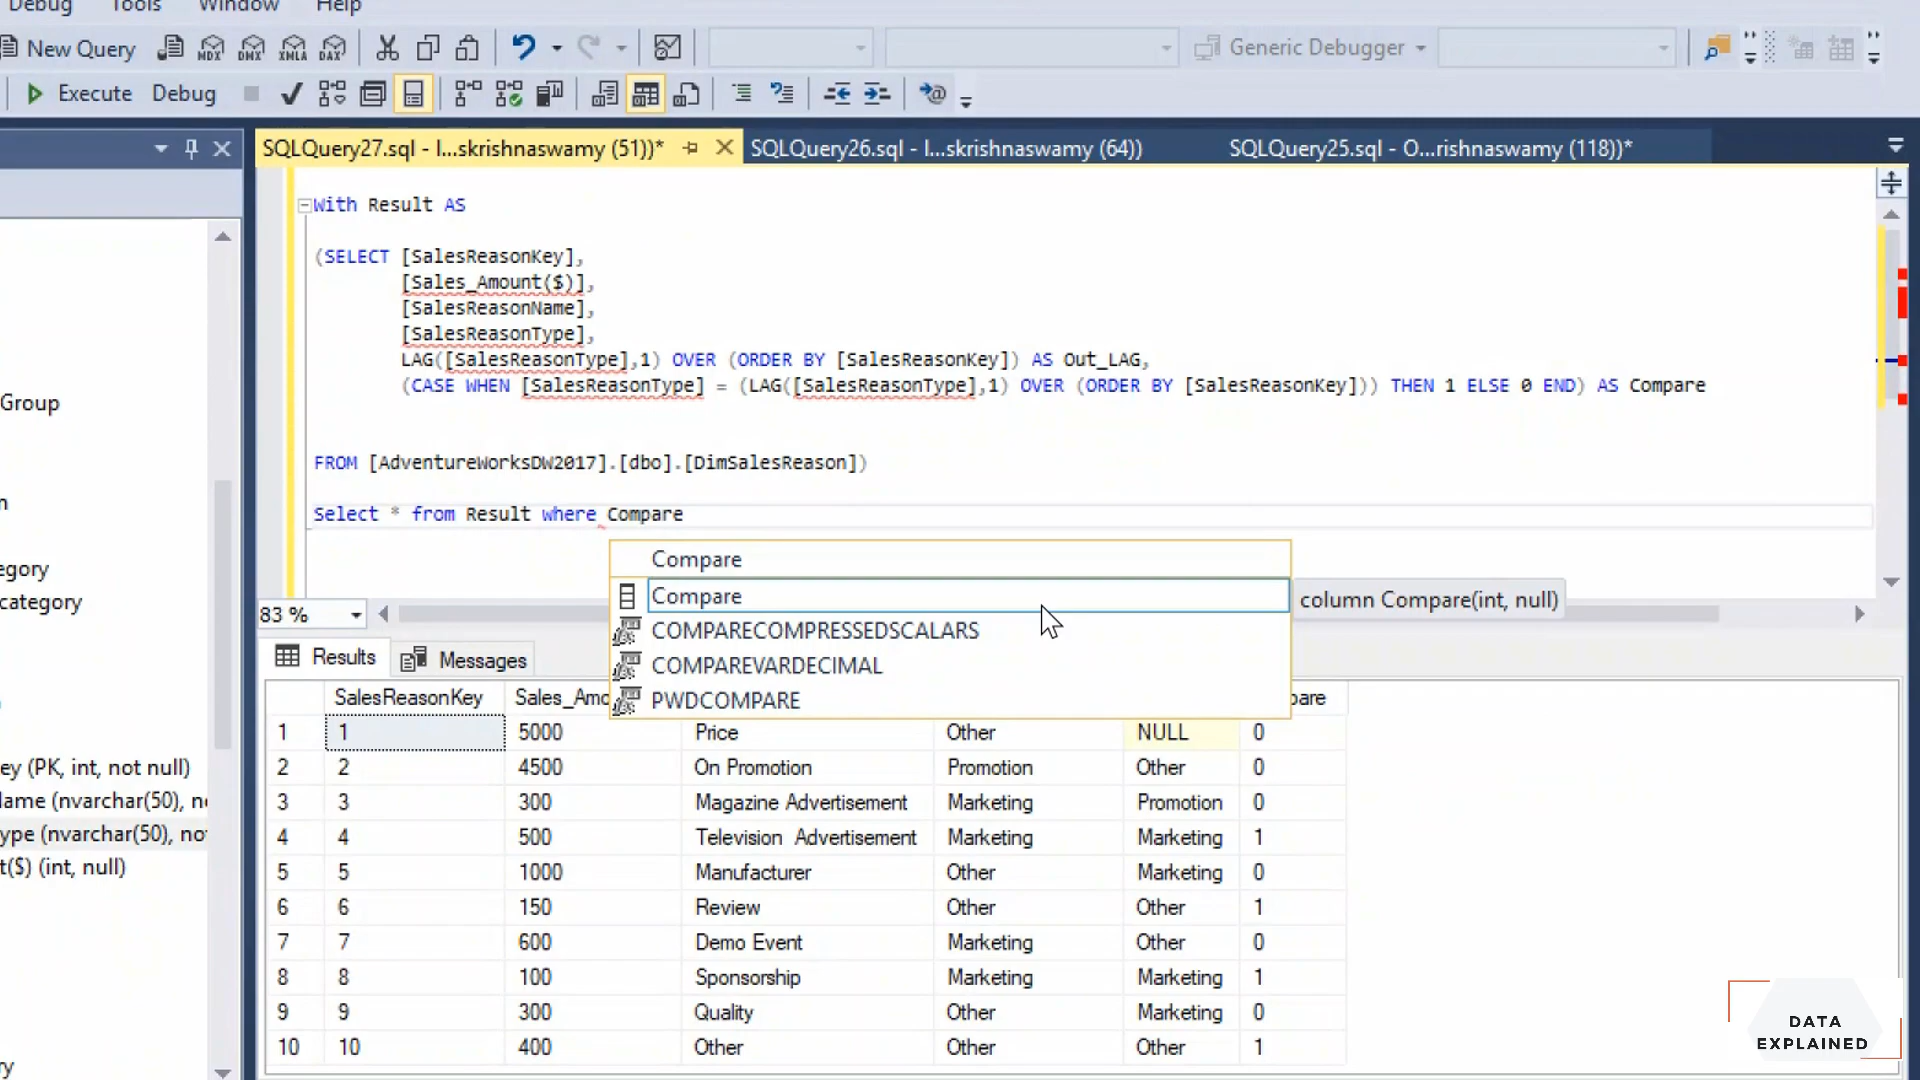 Debug Tools Window Help
New Query MDX DMX XMLA DAX Generic Debugger
Execute Debug
SQLQuery27.sql - I...skrishnaswamy (51))* SQLQuery26.sql - I...skrishnaswamy (64)) SQLQuery25.sql - O...rishnaswamy (118))*
With Result AS
(SELECT [SalesReasonKey],
[Sales_Amount($)],
[SalesReasonName],
[SalesReasonType],
LAG([SalesReasonType],1) OVER (ORDER BY [SalesReasonKey]) AS Out_LAG,
(CASE WHEN [SalesReasonType] = (LAG([SalesReasonType],1) OVER (ORDER BY [SalesReasonKey])) THEN 1 ELSE 0 END) AS Compare
FROM [AdventureWorksDW2017].[dbo].[DimSalesReason])
Select * from Result where Compare
Compare
Compare
column Compare(int, null)
COMPARECOMPRESSEDSCALARS
COMPAREVARDECIMAL
PWDCOMPARE
Group
n
egory
category
ey (PK, int, not null)
lame (nvarchar(50), n
ype (nvarchar(50), no
t($) (int, null)
ry
83 %
Results Messages
SalesReasonKey Sales_Amo pare
1 1 5000 Price Other NULL 0
2 2 4500 On Promotion Promotion Other 0
3 3 300 Magazine Advertisement Marketing Promotion 0
4 4 500 Television Advertisement Marketing Marketing 1
5 5 1000 Manufacturer Other Marketing 0
6 6 150 Review Other Other 1
7 7 600 Demo Event Marketing Other 0
8 8 100 Sponsorship Marketing Marketing 1
9 9 300 Quality Other Marketing 0
10 10 400 Other Other Other 1
DATA
EXPLAINED